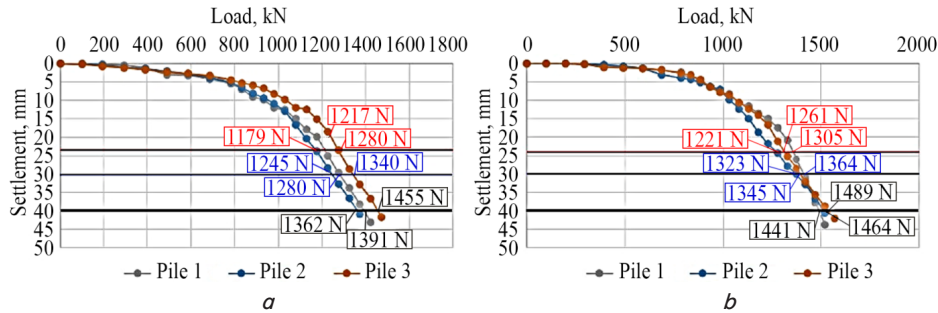 Load, kN
0 200 400 600 800 1000 1200 1400 1600 1800
Settlement, mm
0
5
10
15
20
25
30
35
40
45
50
1217 N
1179 N
1280 N
1245 N
1340 N
1280 N
1455 N
1362 N
1391 N
Pile 1 Pile 2 Pile 3
a
Load, kN
0 500 1000 1500 2000
Settlement, mm
0
5
10
15
20
25
30
35
40
45
50
1261 N
1221 N
1305 N
1323 N
1364 N
1345 N
1489 N
1441 N
1464 N
Pile 1 Pile 2 Pile 3
b